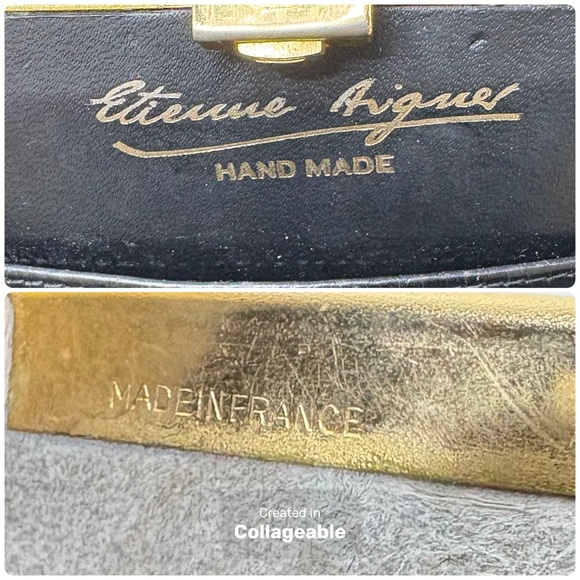 Etienne Aigner
HAND MADE
MADE IN FRANCE
Created in
Collageable